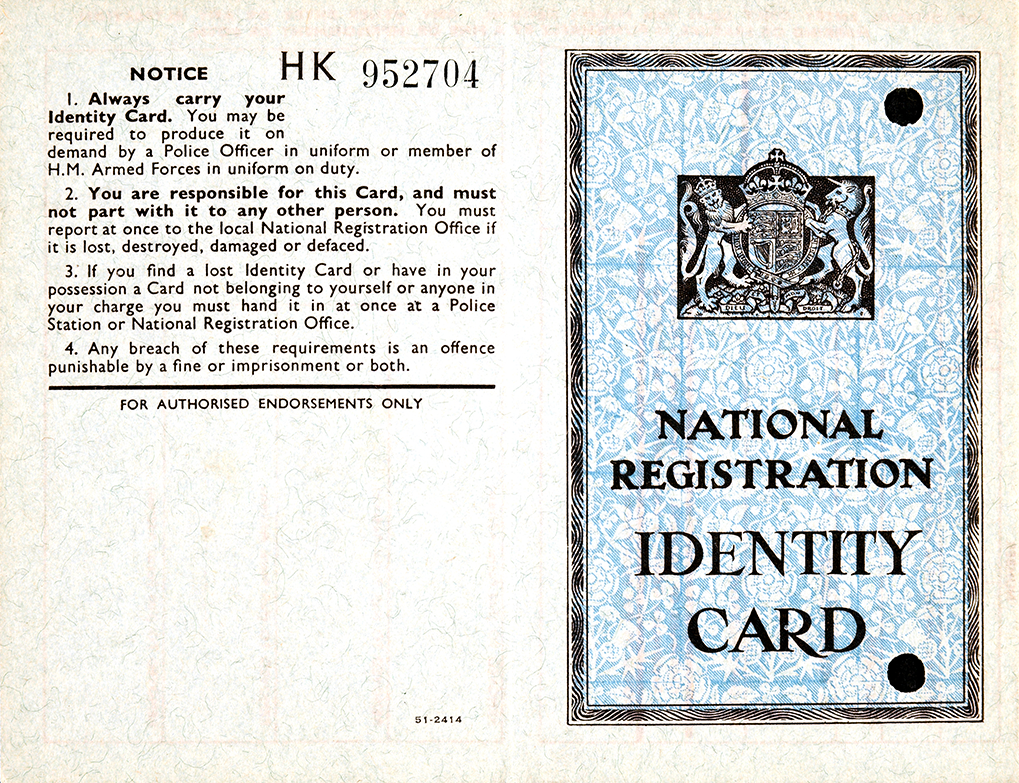 NOTICE HK 952704
1. Always carry your
Identity Card. You may be
required to produce it on
demand by a Police Officer in uniform or member of
H.M. Armed Forces in uniform on duty.
2. You are responsible for this Card, and must
not part with it to any other person. You must
report at once to the local National Registration Office if
it is lost, destroyed, damaged or defaced.
3. If you find a lost Identity Card or have in your
possession a Card not belonging to yourself or anyone in
your charge you must hand it in at once at a Police
Station or National Registration Office.
4. Any breach of these requirements is an offence
punishable by a fine or imprisonment or both.
FOR AUTHORISED ENDORSEMENTS ONLY
51-2414
DIEU DROIT
NATIONAL
REGISTRATION
IDENTITY
CARD